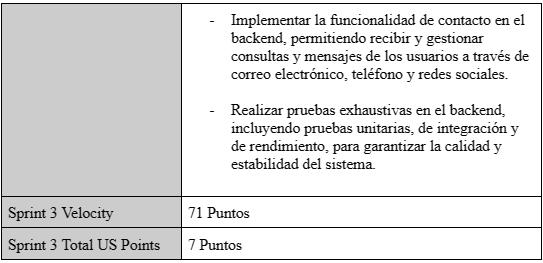 - Implementar la funcionalidad de contacto en el
backend, permitiendo recibir y gestionar
consultas y mensajes de los usuarios a través de
correo electrónico, teléfono y redes sociales.
- Realizar pruebas exhaustivas en el backend,
incluyendo pruebas unitarias, de integración y
de rendimiento, para garantizar la calidad y
estabilidad del sistema.
Sprint 3 Velocity 71 Puntos
Sprint 3 Total US Points 7 Puntos